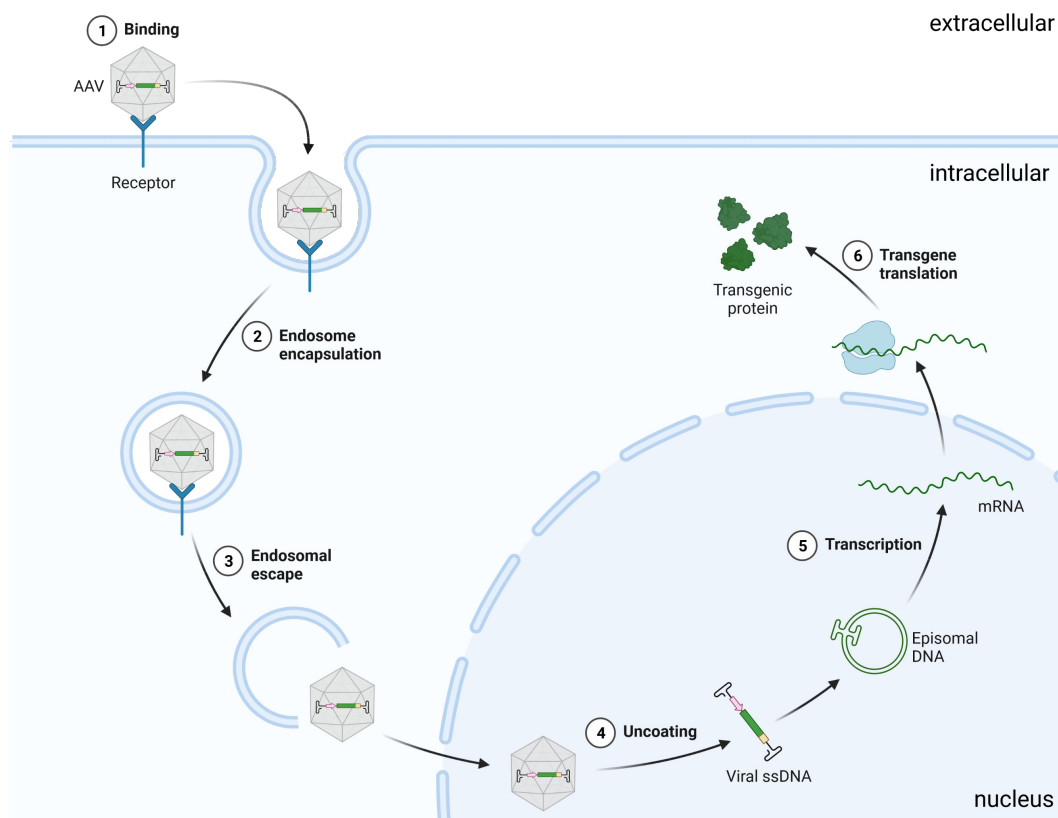 extracellular
1 Binding
AAV
Receptor
intracellular
6 Transgene
translation
Transgenic
protein
2 Endosome
encapsulation
mRNA
5 Transcription
3 Endosomal
escape
Episomal
DNA
4 Uncoating
Viral ssDNA
nucleus